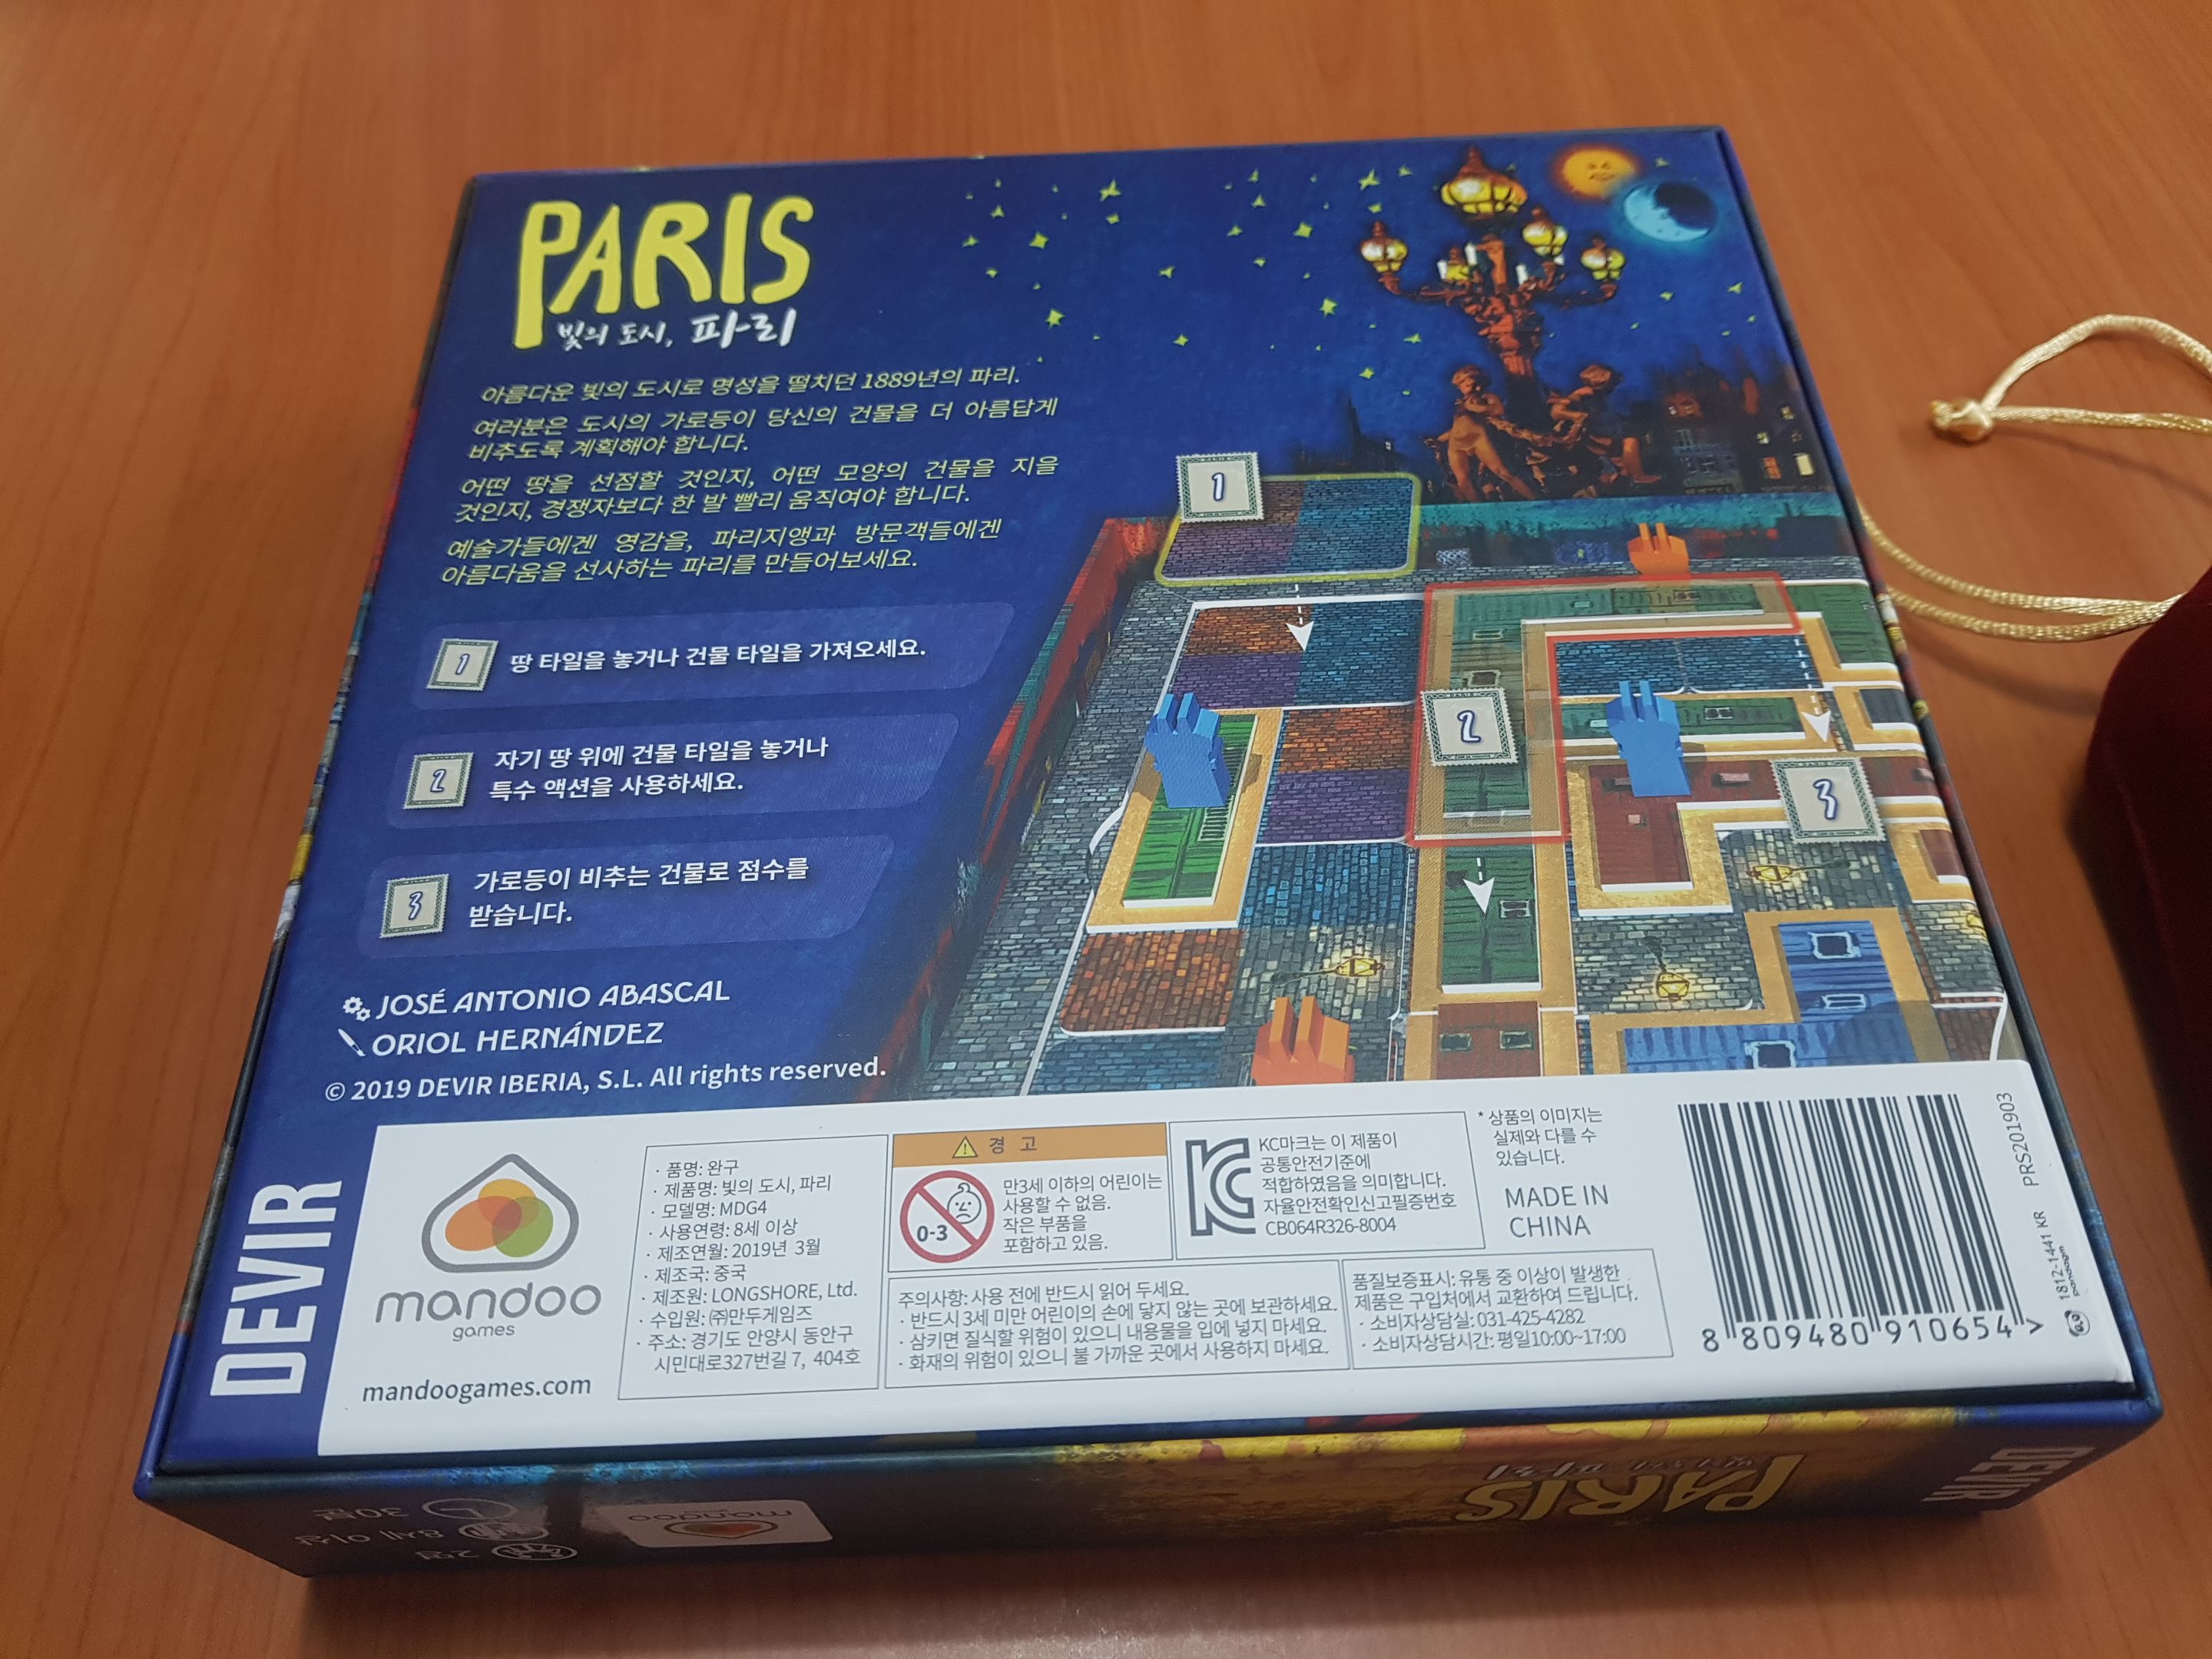 PARIS
빛의 도시, 파리
아름다운 빛의 도시로 명성을 떨치던 1889년의 파리.
여러분은 도시의 가로등이 당신의 건물을 더 아름답게
비추도록 계획해야 합니다.
어떤 땅을 선점할 것인지, 어떤 모양의 건물을 지을
것인지, 경쟁자보다 한 발 빨리 움직여야 합니다.
예술가들에겐 영감을, 파리지앵과 방문객들에겐
아름다움을 선사하는 파리를 만들어보세요.
1
땅 타일을 놓거나 건물 타일을 가져오세요.
2
자기 땅 위에 건물 타일을 놓거나
특수 액션을 사용하세요.
3
가로등이 비추는 건물로 점수를
받습니다.
1
2
3
JOSÉ ANTONIO ABASCAL
ORIOL HERNÁNDEZ
© 2019 DEVIR IBERIA, S.L. All rights reserved.
DEVIR
mandoo
games
mandoogames.com
· 품명: 완구
· 제품명: 빛의 도시, 파리
· 모델명: MDG4
· 사용연령: 8세 이상
· 제조연월: 2019년 3월
· 제조국: 중국
· 제조원: LONGSHORE, Ltd.
· 수입원: ㈜만두게임즈
· 주소: 경기도 안양시 동안구
시민대로327번길 7, 404호
경 고
0-3
만3세 이하의 어린이는
사용할 수 없음.
작은 부품을
포함하고 있음.
KC마크는 이 제품이
공통안전기준에
적합하였음을 의미합니다.
자율안전확인신고필증번호
CB064R326-8004
* 상품의 이미지는
실제와 다를 수
있습니다.
MADE IN
CHINA
주의사항: 사용 전에 반드시 읽어 두세요.
· 반드시 3세 미만 어린이의 손에 닿지 않는 곳에 보관하세요.
· 삼키면 질식할 위험이 있으니 내용물을 입에 넣지 마세요.
· 화재의 위험이 있으니 불 가까운 곳에서 사용하지 마세요.
품질보증표시: 유통 중 이상이 발생한
제품은 구입처에서 교환하여 드립니다.
· 소비자상담실: 031-425-4282
· 소비자상담시간: 평일10:00~17:00
8 809480 910654 >
PRS201903
1812-1441 KR
PARIS
빛의 도시, 파리
DEVIR
mandoo
2명
8세 이상
30분